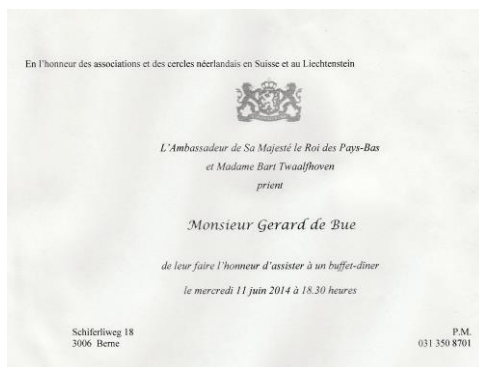 En l'honneur des associations et des cercles néerlandais en Suisse et au Liechtenstein
L'Ambassadeur de Sa Majesté le Roi des Pays-Bas
et Madame Bart Twaalfhoven
prient
Monsieur Gerard de Bue
de leur faire l'honneur d'assister à un buffet-dîner
le mercredi 11 juin 2014 à 18.30 heures
Schiferliweg 18
3006 Berne
P.M.
031 350 8701